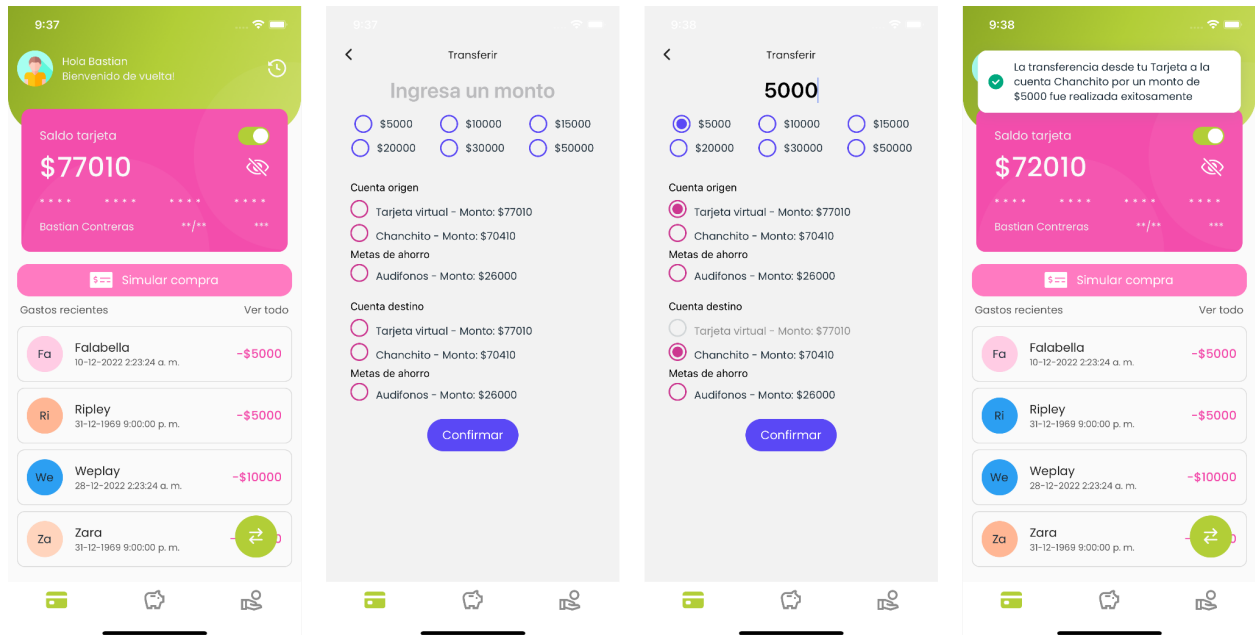 9:37
Hola Bastian
Bienvenido de vuelta!
Saldo tarjeta
$77010
**** **** **** ****
Bastian Contreras **/** ***
Simular compra
Gastos recientes Ver todo
Fa Falabella -$5000
10-12-2022 2:23:24 a. m.
Ri Ripley -$5000
31-12-1969 9:00:00 p. m.
We Weplay -$10000
28-12-2022 2:23:24 a. m.
Za Zara
31-12-1969 9:00:00 p. m.
9:37
Transferir
Ingresa un monto
$5000 $10000 $15000
$20000 $30000 $50000
Cuenta origen
Tarjeta virtual - Monto: $77010
Chanchito - Monto: $70410
Metas de ahorro
Audifonos - Monto: $26000
Cuenta destino
Tarjeta virtual - Monto: $77010
Chanchito - Monto: $70410
Metas de ahorro
Audifonos - Monto: $26000
Confirmar
9:38
Transferir
5000
$5000 $10000 $15000
$20000 $30000 $50000
Cuenta origen
Tarjeta virtual - Monto: $77010
Chanchito - Monto: $70410
Metas de ahorro
Audifonos - Monto: $26000
Cuenta destino
Tarjeta virtual - Monto: $77010
Chanchito - Monto: $70410
Metas de ahorro
Audifonos - Monto: $26000
Confirmar
9:38
La transferencia desde tu Tarjeta a la
cuenta Chanchito por un monto de
$5000 fue realizada exitosamente
Saldo tarjeta
$72010
**** **** **** ****
Bastian Contreras **/** ***
Simular compra
Gastos recientes Ver todo
Fa Falabella -$5000
10-12-2022 2:23:24 a. m.
Ri Ripley -$5000
31-12-1969 9:00:00 p. m.
We Weplay -$10000
28-12-2022 2:23:24 a. m.
Za Zara
31-12-1969 9:00:00 p. m.